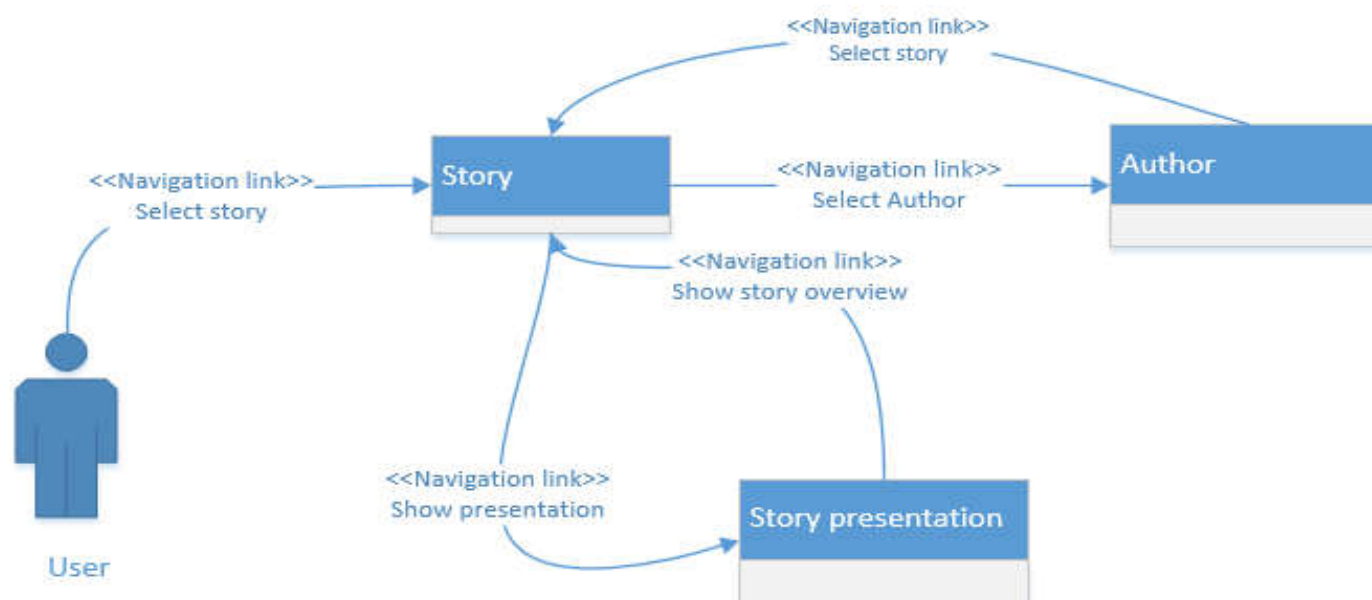 <<Navigation link>>
Select story
<<Navigation link>>
Select story
Story
<<Navigation link>>
Select Author
Author
<<Navigation link>>
Show story overview
<<Navigation link>>
Show presentation
Story presentation
User